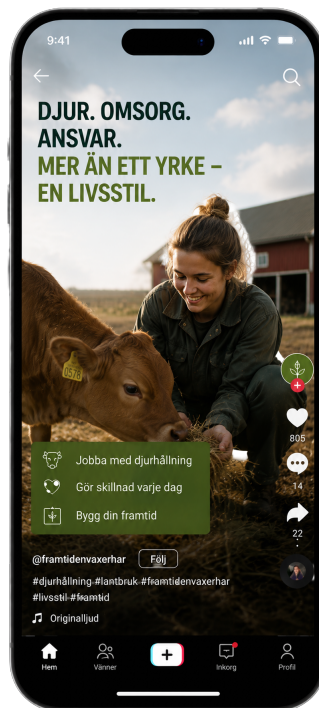 9:41
DJUR. OMSORG.
ANSVAR.
MER ÄN ETT YRKE –
EN LIVSSTIL.
0578
Jobba med djurhållning
Gör skillnad varje dag
Bygg din framtid
805
14
22
@framtidenvaxerhar
Följ
#djurhållning #lantbruk #framtidenvaxerhar
#livsstil #framtid
Originalljud
Hem
Vänner
Inkorg
Profil